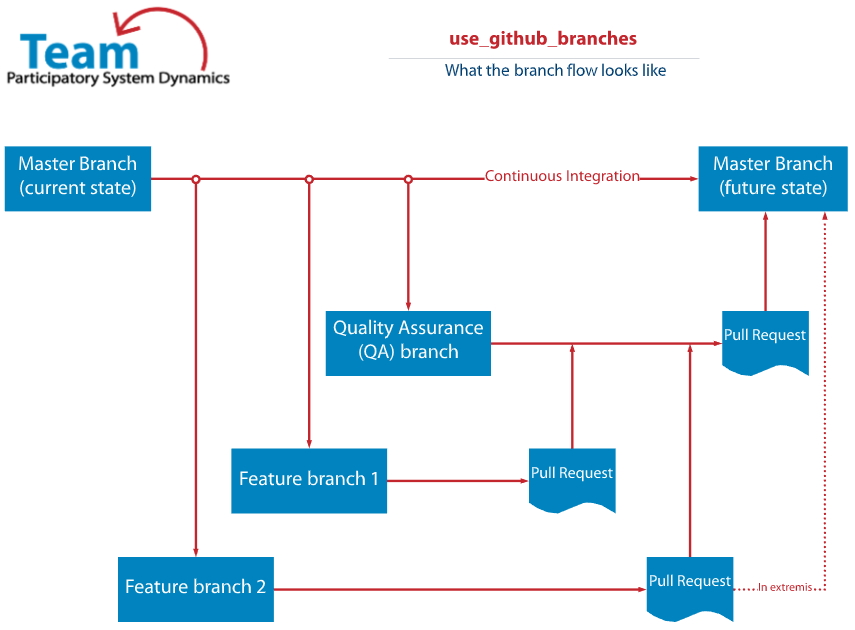 Team
Participatory System Dynamics
use_github_branches
What the branch flow looks like
Master Branch
(current state)
Continuous Integration
Master Branch
(future state)
Quality Assurance
(QA) branch
Pull Request
Feature branch 1
Pull Request
Feature branch 2
Pull Request
In extremis